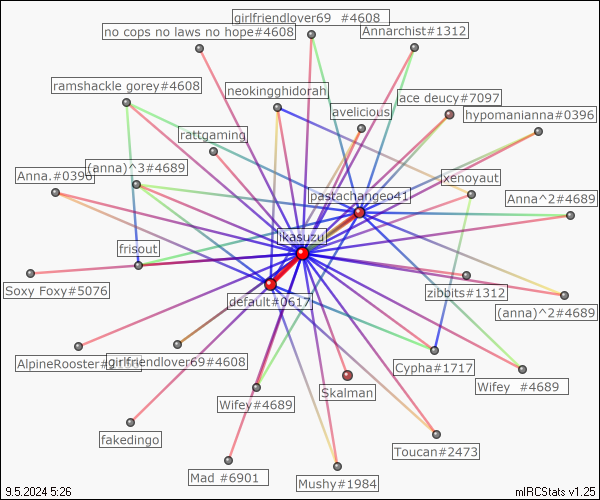 girlfriendlover69  #4608
no cops no laws no hope#4608
Annarchist#1312
ramshackle gorey#4608
neokingghidorah
ace deucy#7097
avelicious
hypomanianna#0396
rattgaming
Anna.#0396
(anna)^3#4689
xenoyaut
pastachangeo41
Anna^2#4689
ikasuzu
frisout
Soxy Foxy#5076
zibbits#1312
default#0617
(anna)^2#4689
girlfriendlover69#4608
Cypha#1717
Wifey  #4689
Skalman
Wifey#4689
fakedingo
Toucan#2473
Mad #6901
Mushy#1984
9.5.2024 5:26
mIRCStats v1.25